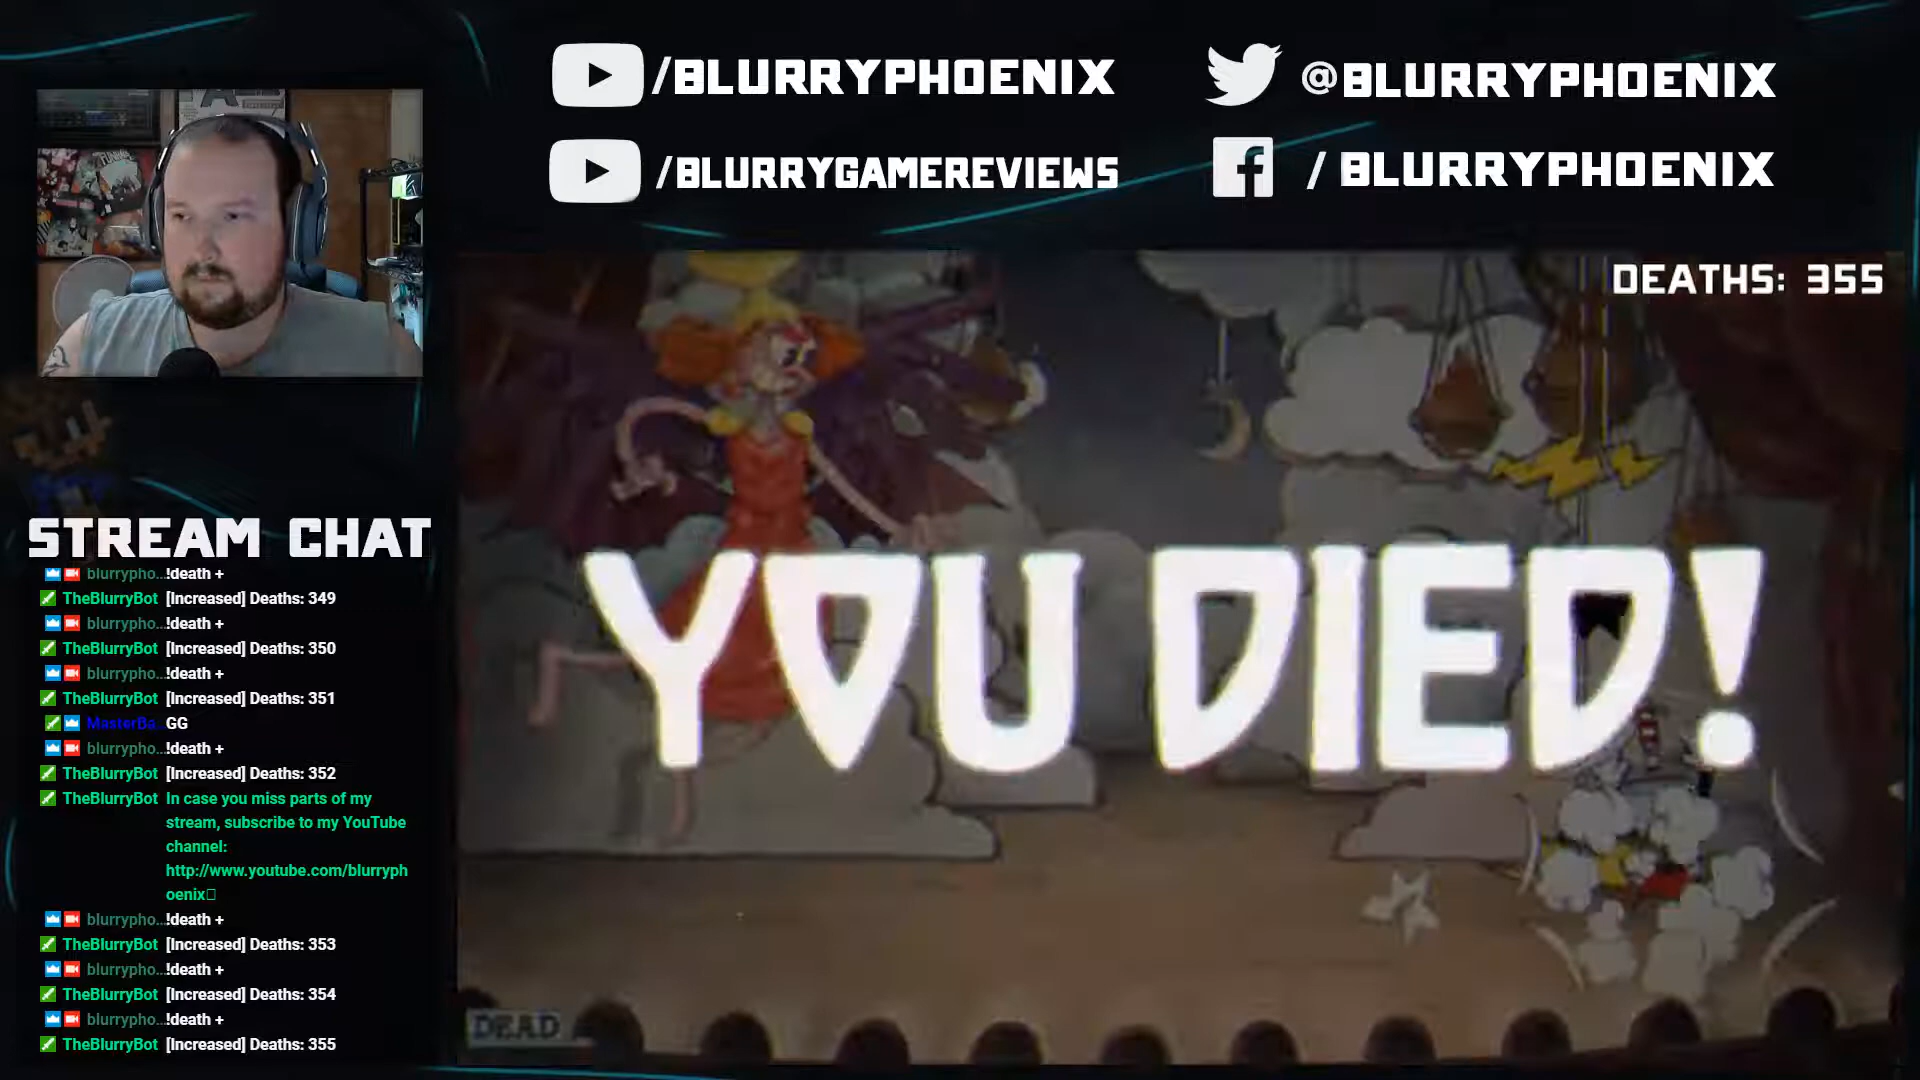 /BLURRYPHOENIX
@BLURRYPHOENIX
/BLURRYGAMEREVIEWS
/ BLURRYPHOENIX
DEATHS: 355
YOU DIED!
DEAD
STREAM CHAT
blurrypho...!death +
TheBlurryBot [Increased] Deaths: 349
blurrypho...!death +
TheBlurryBot [Increased] Deaths: 350
blurrypho...!death +
TheBlurryBot [Increased] Deaths: 351
MasterBa... GG
blurrypho...!death +
TheBlurryBot [Increased] Deaths: 352
TheBlurryBot In case you miss parts of my
stream, subscribe to my YouTube
channel:
http://www.youtube.com/blurryph
oenix
blurrypho...!death +
TheBlurryBot [Increased] Deaths: 353
blurrypho...!death +
TheBlurryBot [Increased] Deaths: 354
blurrypho...!death +
TheBlurryBot [Increased] Deaths: 355